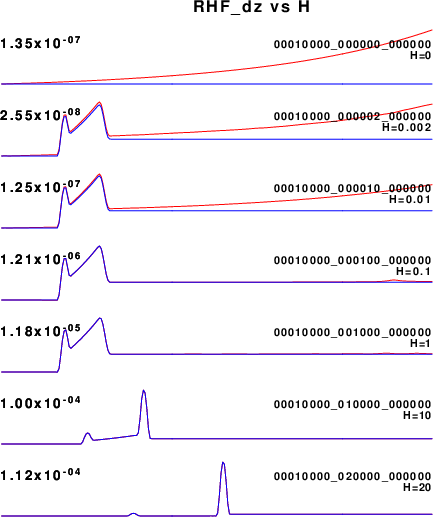 RHF_dz vs H
1.35x10-07 00010000_000000_000000
H=0
2.55x10-08 00010000_000002_000000
H=0.002
1.25x10-07 00010000_000010_000000
H=0.01
1.21x10-06 00010000_000100_000000
H=0.1
1.18x10-05 00010000_001000_000000
H=1
1.00x10-04 00010000_010000_000000
H=10
1.12x10-04 00010000_020000_000000
H=20